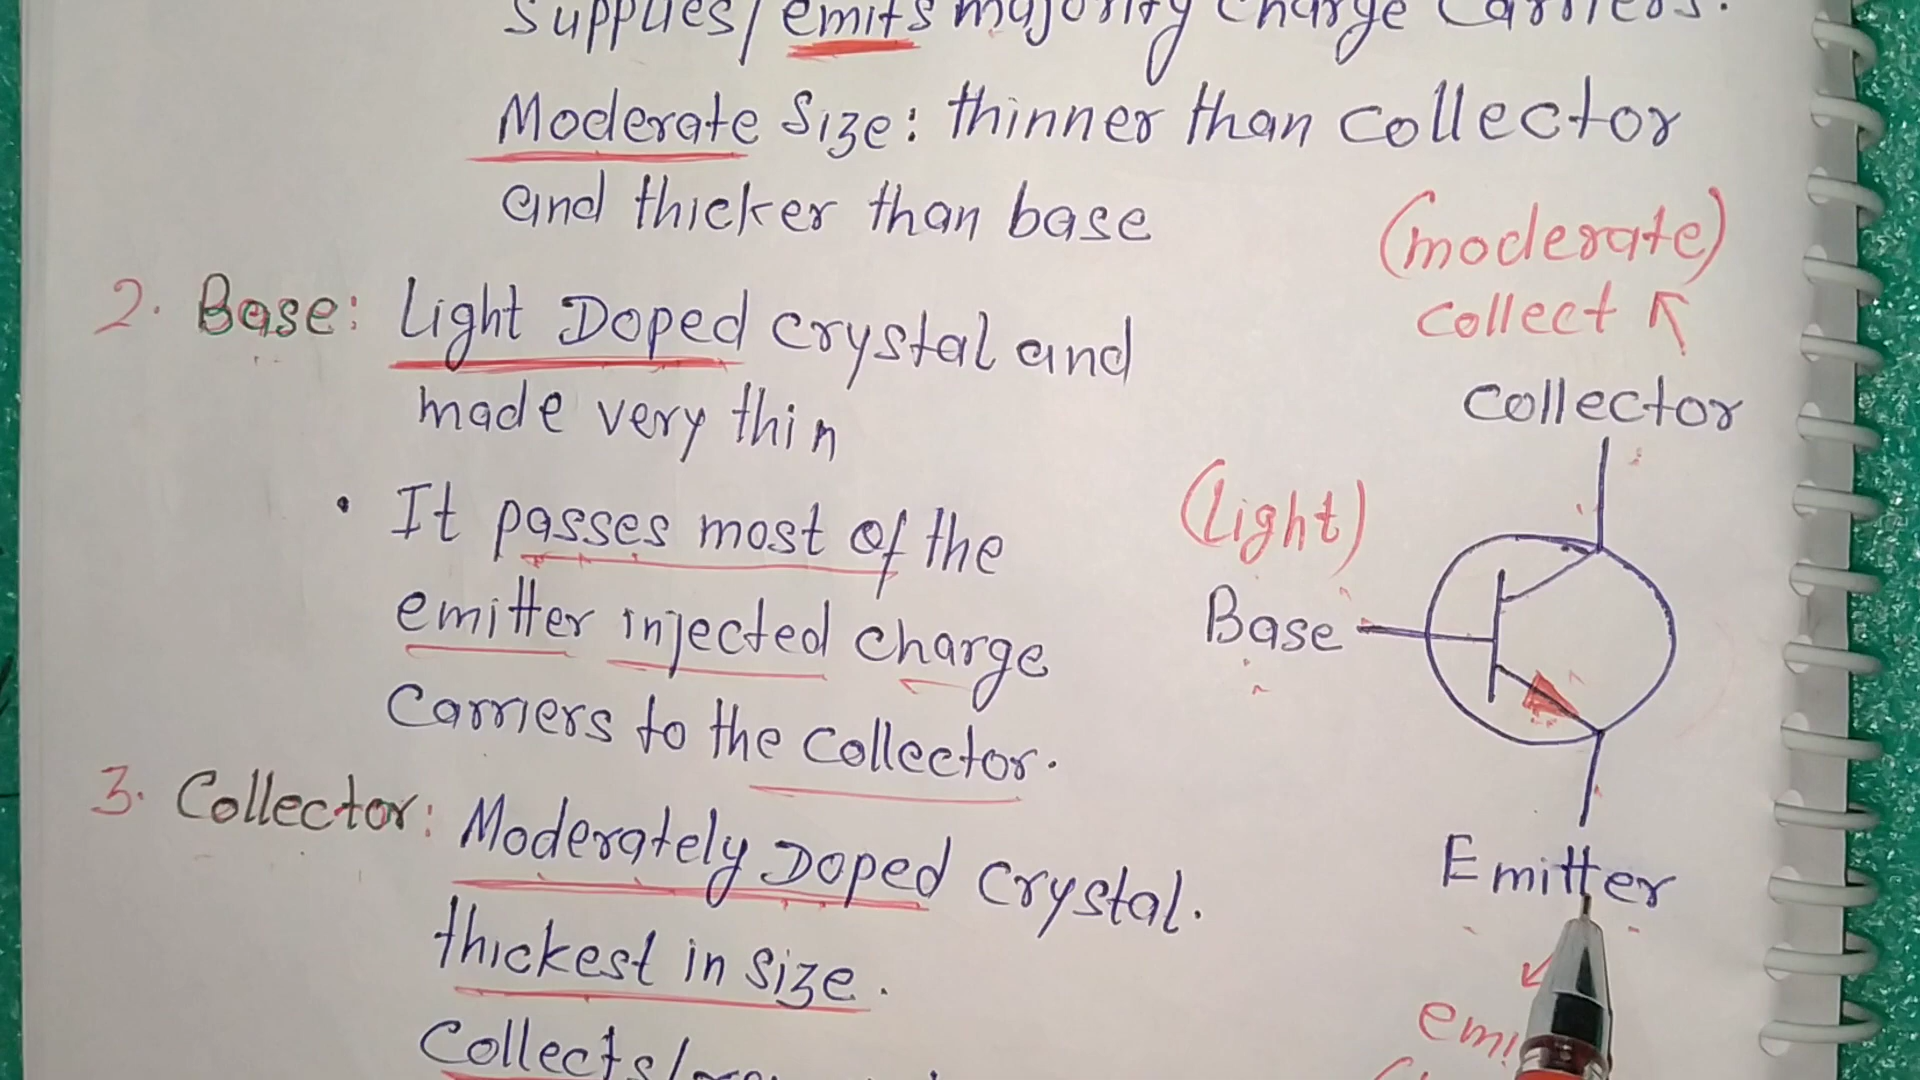 Supplies/emits majority charge carriers.
Moderate Size: thinner than collector
and thicker than base
2. Base: Light Doped crystal and
made very thin
• It passes most of the
emitter injected charge
Carriers to the collector.
3. Collector: Moderately Doped crystal.
thickest in size.
Collects/
(moderate)
collect
Collector
(Light)
Base
Emitter
emi